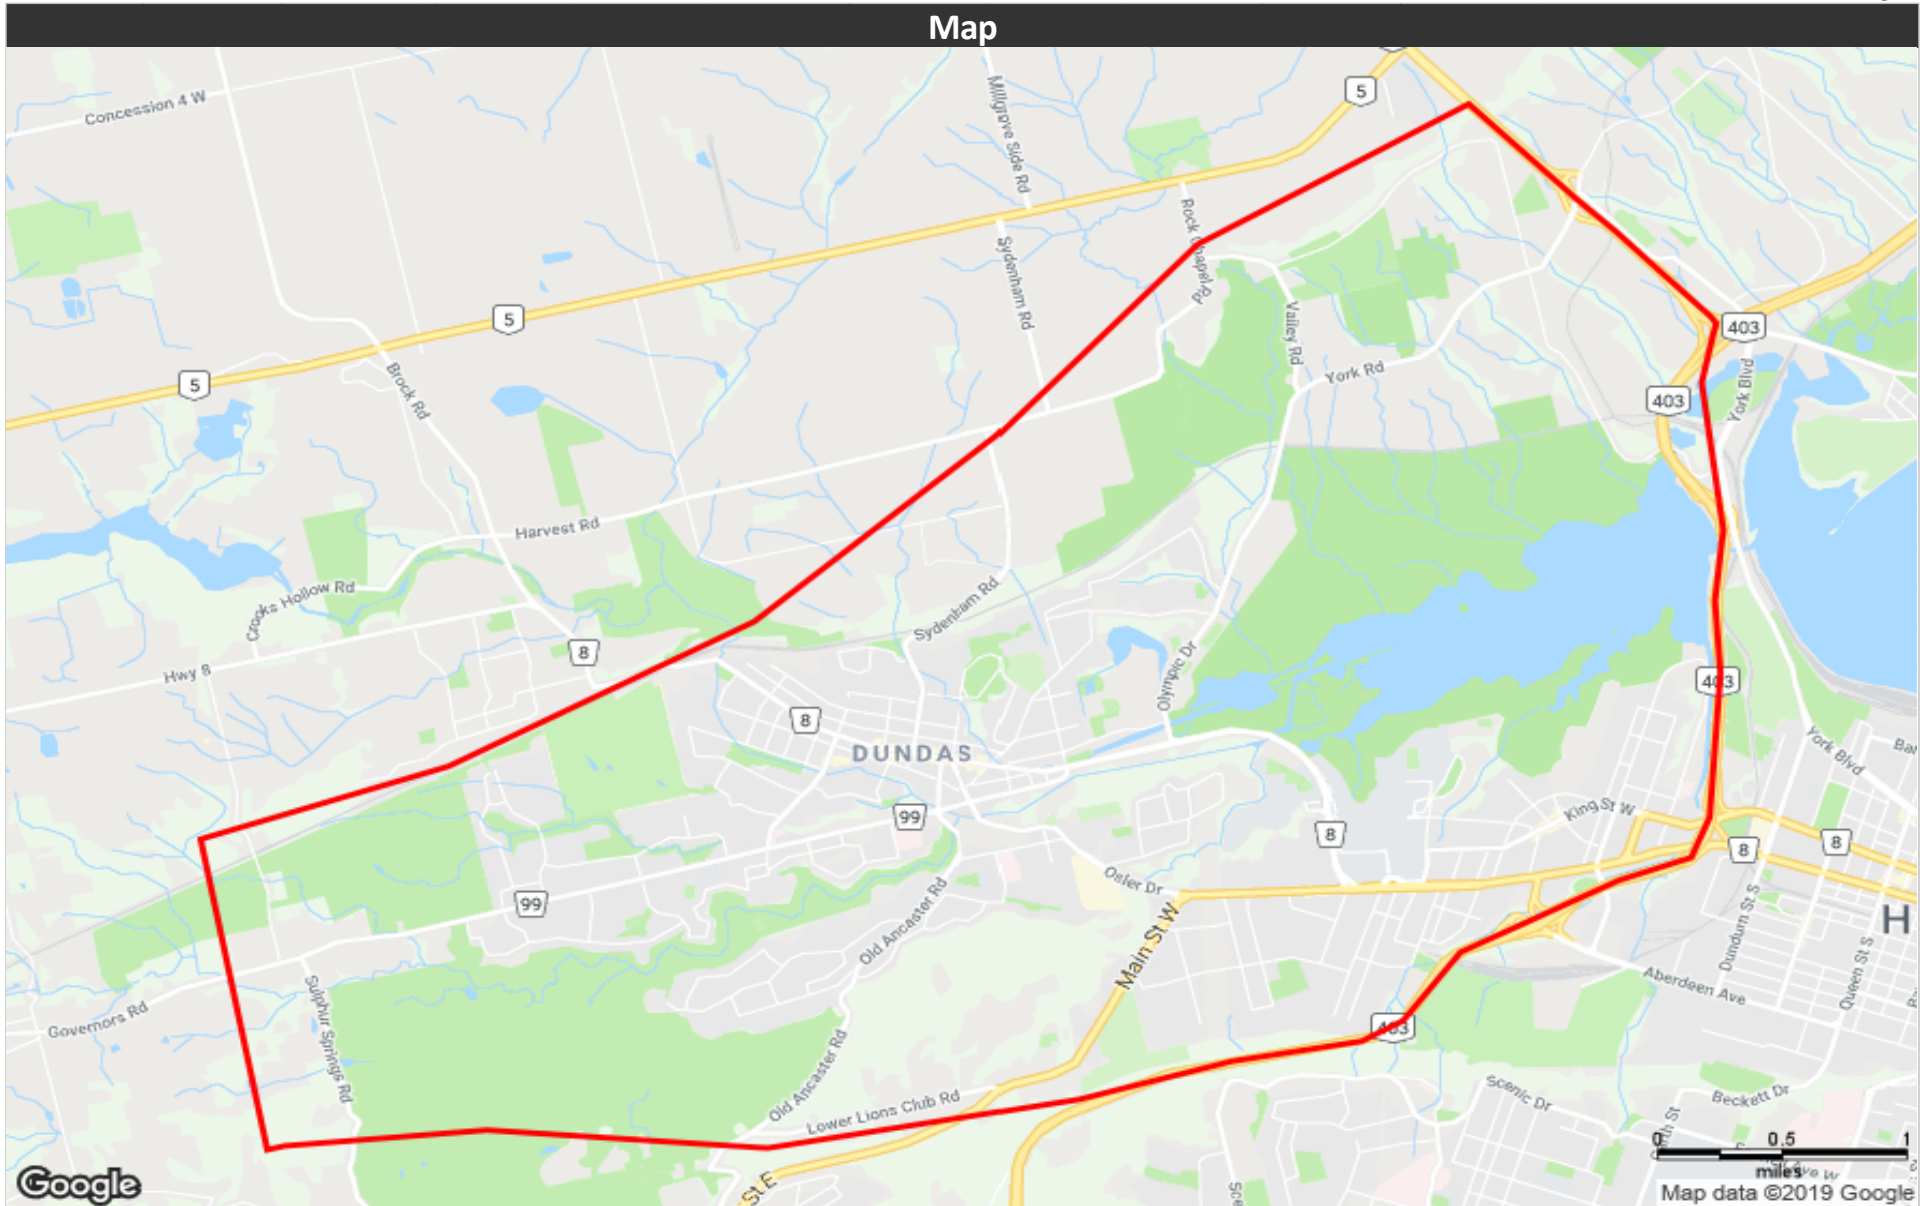 Map
Concession 4 W
5
Millgrove Side Rd
Rock Chapel Rd
Sydenham Rd
5
5
Brock Rd
Valley Rd
York Rd
403
403
York Blvd
Harvest Rd
Crooks Hollow Rd
Sydenham Rd
8
Hwy 8
Olympic Dr
403
8
DUNDAS
York Blvd
99
King St W
8
8
8
99
Osler Dr
Old Ancaster Rd
Main St W
Dundurn St S
Queen St S
H
Aberdeen Ave
Governors Rd
Sulphur Springs Rd
403
Old Ancaster Rd
Lower Lions Club Rd
Scenic Dr
Beckett Dr
0 0.5 1
miles
St E
Google
Map data ©2019 Google